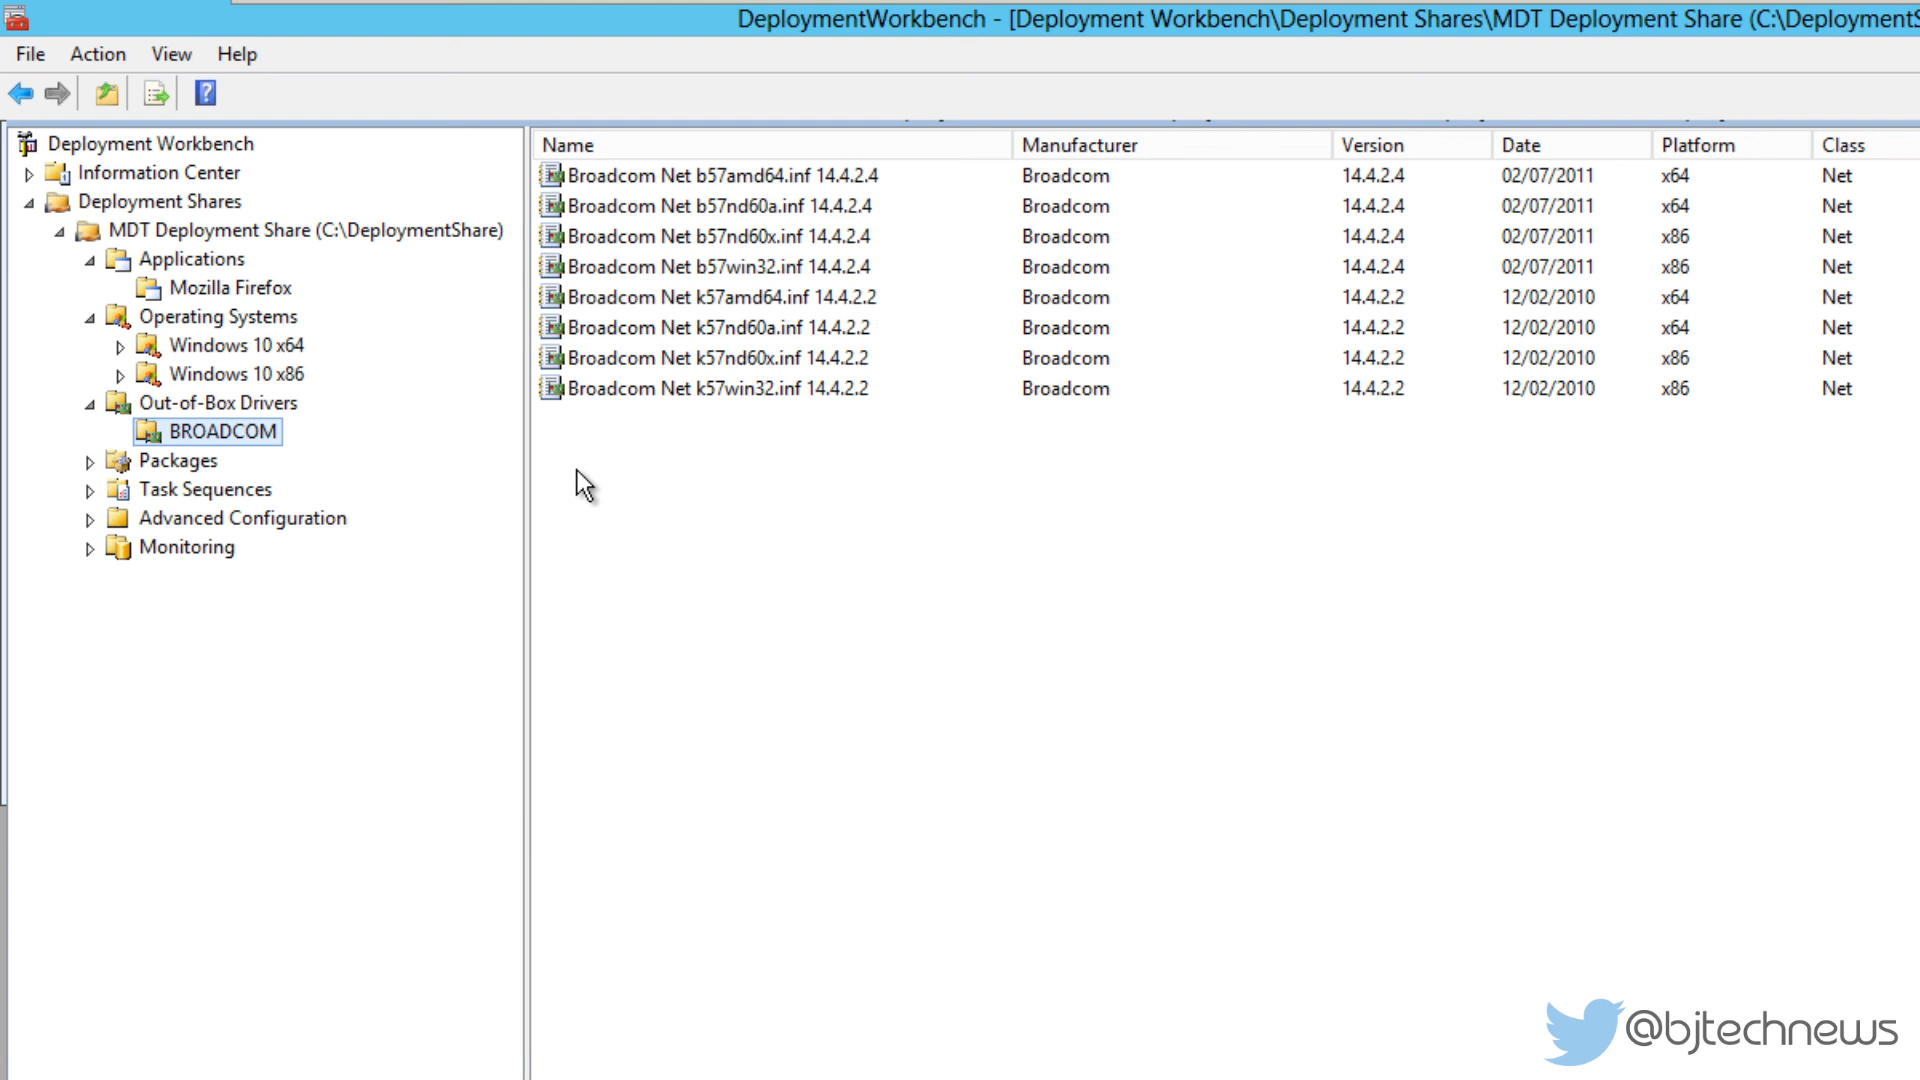 DeploymentWorkbench - [Deployment Workbench\Deployment Shares\MDT Deployment Share (C:\DeploymentS
File Action View Help
Deployment Workbench
Information Center
Deployment Shares
MDT Deployment Share (C:\DeploymentShare)
Applications
Mozilla Firefox
Operating Systems
Windows 10 x64
Windows 10 x86
Out-of-Box Drivers
BROADCOM
Packages
Task Sequences
Advanced Configuration
Monitoring
Name Manufacturer Version Date Platform Class
Broadcom Net b57amd64.inf 14.4.2.4 Broadcom 14.4.2.4 02/07/2011 x64 Net
Broadcom Net b57nd60a.inf 14.4.2.4 Broadcom 14.4.2.4 02/07/2011 x64 Net
Broadcom Net b57nd60x.inf 14.4.2.4 Broadcom 14.4.2.4 02/07/2011 x86 Net
Broadcom Net b57win32.inf 14.4.2.4 Broadcom 14.4.2.4 02/07/2011 x86 Net
Broadcom Net k57amd64.inf 14.4.2.2 Broadcom 14.4.2.2 12/02/2010 x64 Net
Broadcom Net k57nd60a.inf 14.4.2.2 Broadcom 14.4.2.2 12/02/2010 x64 Net
Broadcom Net k57nd60x.inf 14.4.2.2 Broadcom 14.4.2.2 12/02/2010 x86 Net
Broadcom Net k57win32.inf 14.4.2.2 Broadcom 14.4.2.2 12/02/2010 x86 Net
@bjtechnews